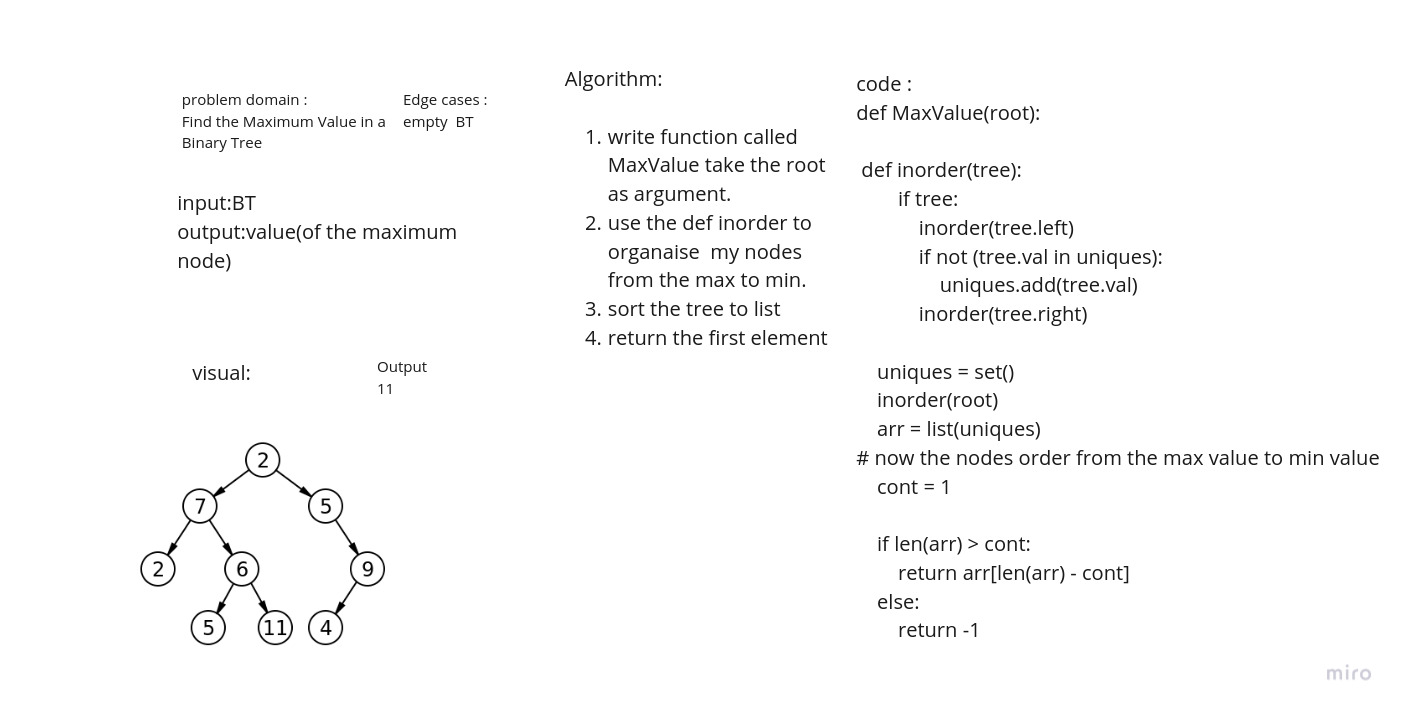 problem domain :
Find the Maximum Value in a
Binary Tree
Edge cases :
empty  BT
input:BT
output:value(of the maximum
node)
visual:
Output
11
2
7
5
2
6
9
5
11
4
Algorithm:
1. write function called
MaxValue take the root
as argument.
2. use the def inorder to
organaise  my nodes
from the max to min.
3. sort the tree to list
4. return the first element
code :
def MaxValue(root):
def inorder(tree):
if tree:
inorder(tree.left)
if not (tree.val in uniques):
uniques.add(tree.val)
inorder(tree.right)
uniques = set()
inorder(root)
arr = list(uniques)
# now the nodes order from the max value to min value
cont = 1
if len(arr) > cont:
return arr[len(arr) - cont]
else:
return -1
miro